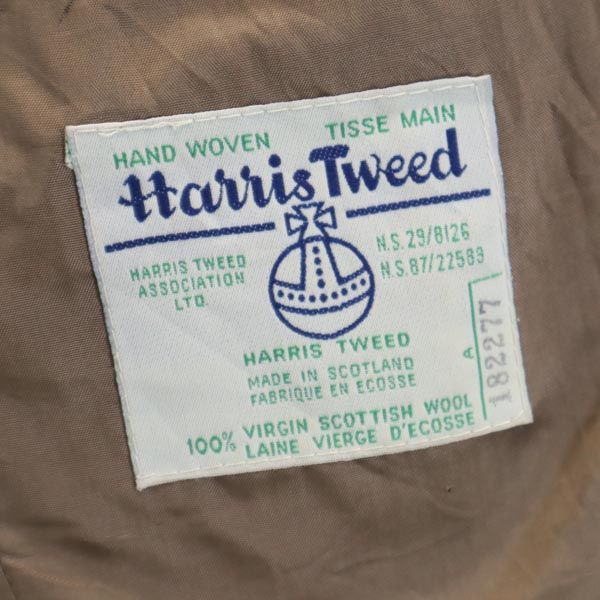 HAND WOVEN TISSE MAIN
Harris Tweed
HARRIS TWEED
ASSOCIATION
LTD.
N.S.29/8126
N.S.87/22589
HARRIS TWEED
MADE IN SCOTLAND
FABRIQUE EN ECOSSE
100% VIRGIN SCOTTISH WOOL
LAINE VIERGE D'ECOSSE
A
182277